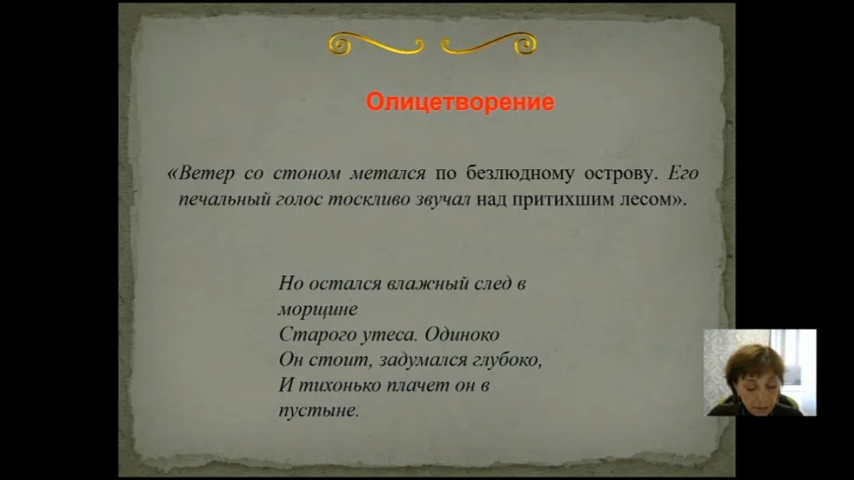 Олицетворение
«Ветер со стоном метался по безлюдному острову. Его
печальный голос тоскливо звучал над притихшим лесом».
Но остался влажный след в
морщине
Старого утеса. Одиноко
Он стоит, задумался глубоко,
И тихонько плачет он в
пустыне.